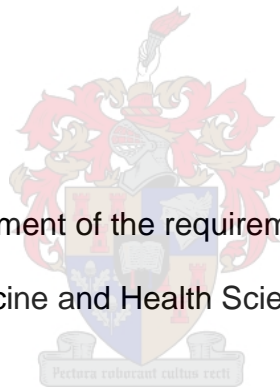 ment of the requirem
cine and Health Scie
Pectora roborant cultus recti